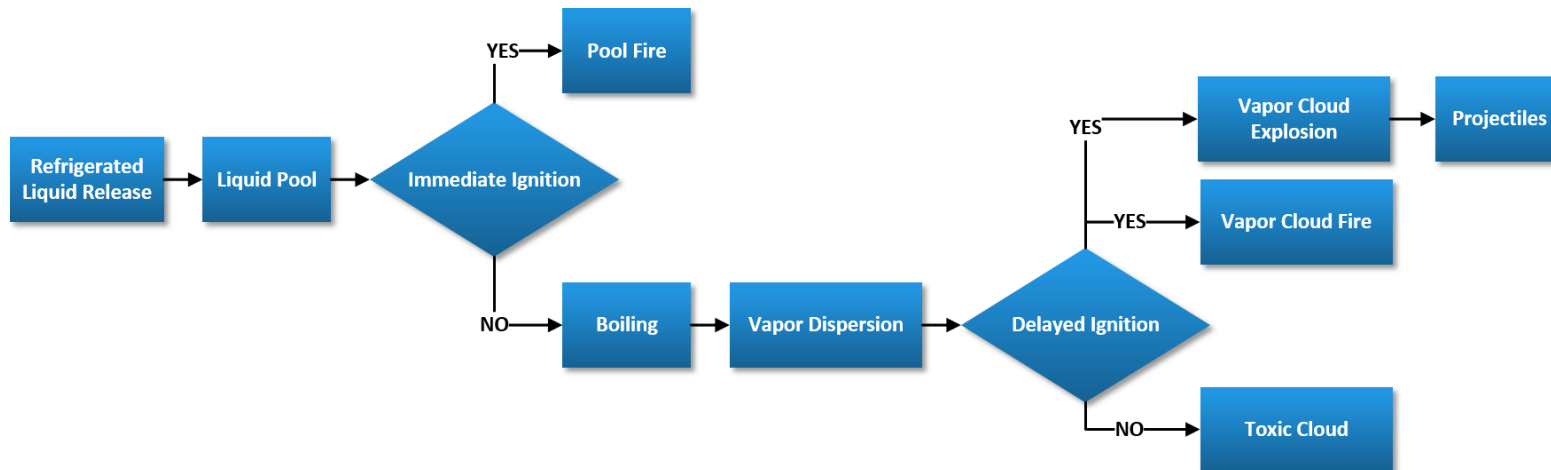 YES
Pool Fire
Refrigerated
Liquid Release
Liquid Pool
Immediate Ignition
NO
Boiling
Vapor Dispersion
Delayed Ignition
YES
Vapor Cloud
Explosion
Projectiles
YES
Vapor Cloud Fire
NO
Toxic Cloud